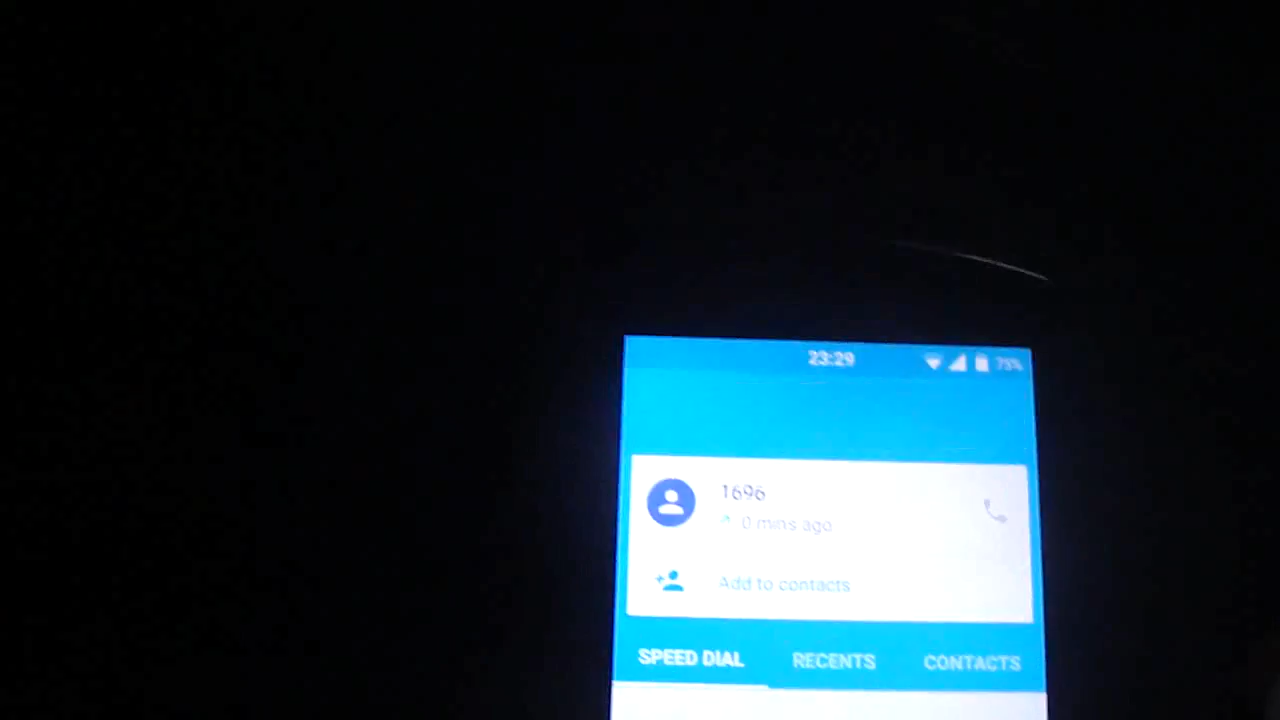 23:29 75%
1696
0 mins ago
Add to contacts
SPEED DIAL RECENTS CONTACTS